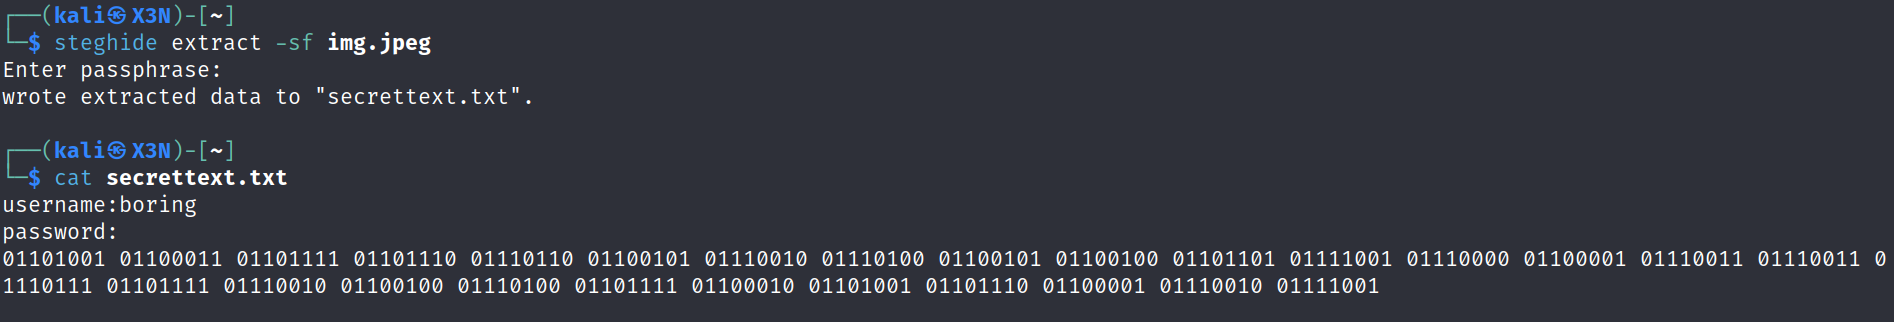 ┌──(kali㉿X3N)-[~]
└─$ steghide extract -sf img.jpeg
Enter passphrase:
wrote extracted data to "secrettext.txt".
┌──(kali㉿X3N)-[~]
└─$ cat secrettext.txt
username:boring
password:
01101001 01100011 01101111 01101110 01110110 01100101 01110010 01110100 01100101 01100100 01101101 01111001 01110000 01100001 01110011 01110011 0
1110111 01101111 01110010 01100100 01110100 01101111 01100010 01101001 01101110 01100001 01110010 01111001